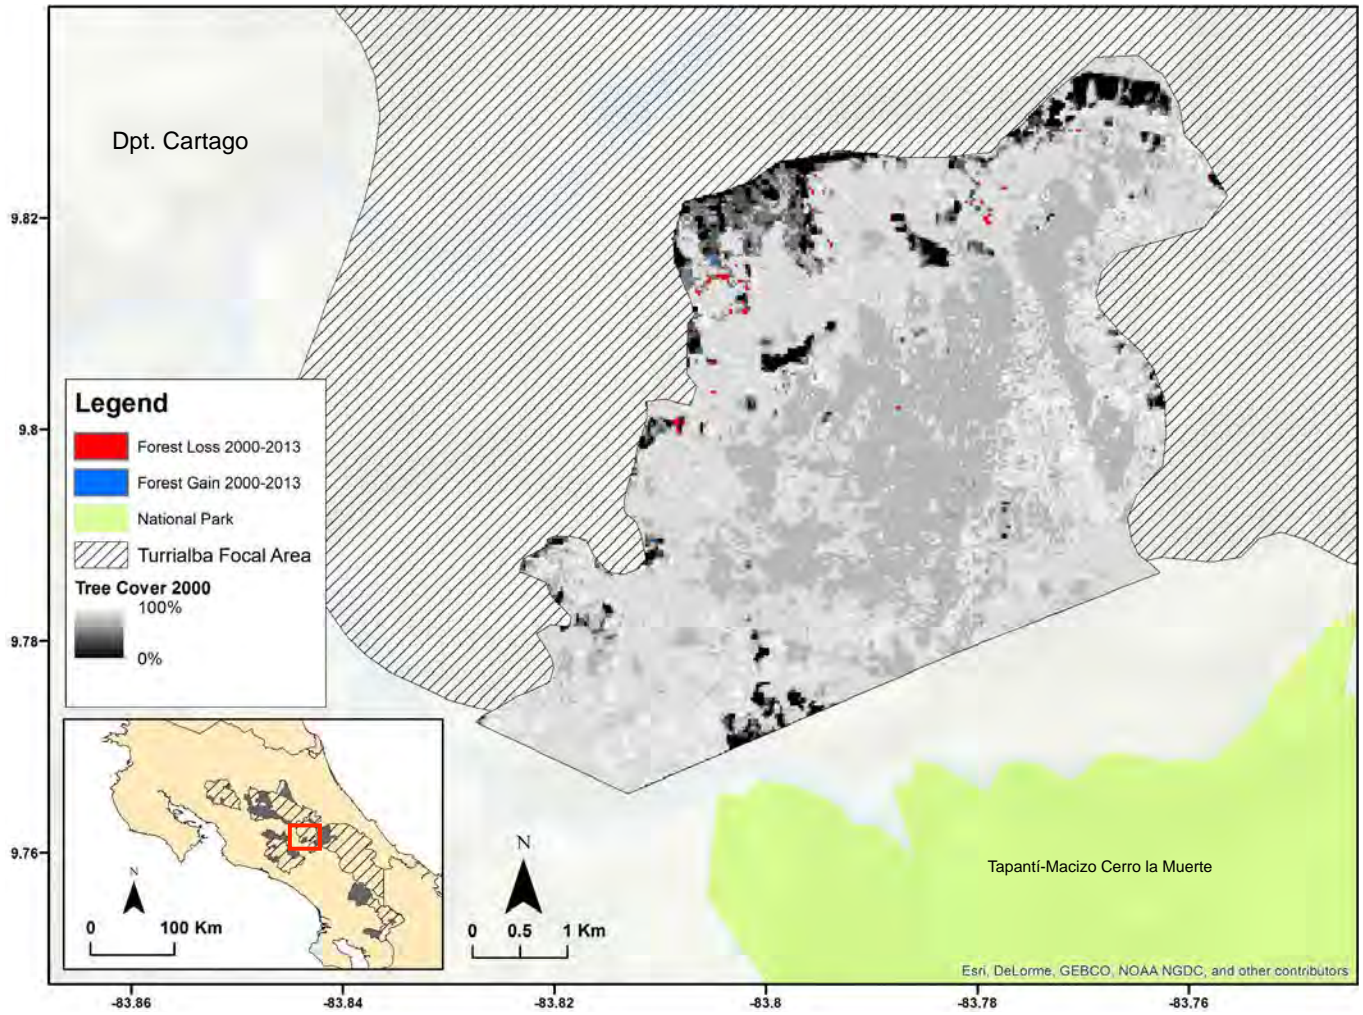 Dpt. Cartago
9.82
9.8
9.78
9.76
Legend
Forest Loss 2000-2013
Forest Gain 2000-2013
National Park
Turrialba Focal Area
Tree Cover 2000
100%
0%
N
0 100 Km
N
0 0.5 1 Km
Tapantí-Macizo Cerro la Muerte
Esri, DeLorme, GEBCO, NOAA NGDC, and other contributors
-83.86 -83.84 -83.82 -83.8 -83.78 -83.76